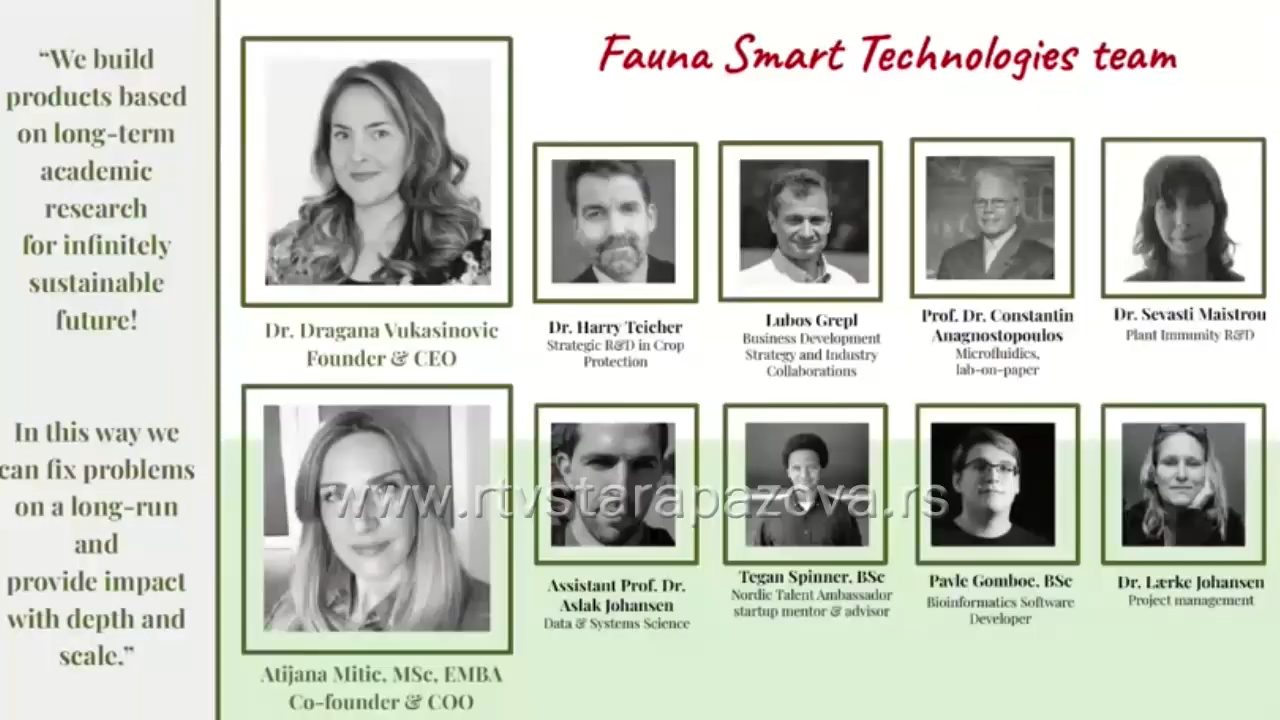 “We build
products based
on long-term
academic
research
for infinitely
sustainable
future!
In this way we
can fix problems
on a long-run
and
provide impact
with depth and
scale.”
Fauna Smart Technologies team
Dr. Dragana Vukasinovic
Founder & CEO
Dr. Harry Teicher
Strategic R&D in Crop
Protection
Lubos Grepl
Business Development
Strategy and Industry
Collaborations
Prof. Dr. Constantin
Anagnostopoulos
Microfluidics,
lab-on-paper
Dr. Sevasti Maistrou
Plant Immunity R&D
Atijana Mitic, MSc, EMBA
Co-founder & COO
Assistant Prof. Dr.
Aslak Johansen
Data & Systems Science
Tegan Spinner, BSc
Nordic Talent Ambassador
startup mentor & advisor
Pavle Gomboc, BSc
Bioinformatics Software
Developer
Dr. Lærke Johansen
Project management
www.rtvstarapazova.rs